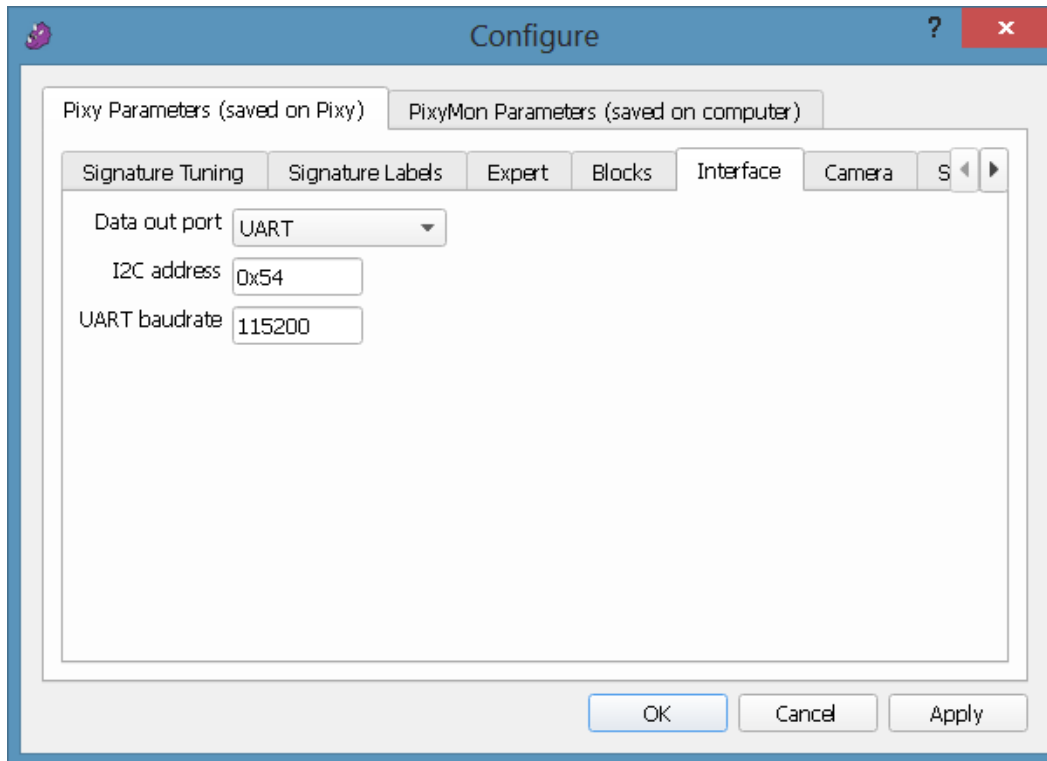 Configure ? x
Pixy Parameters (saved on Pixy) PixyMon Parameters (saved on computer)
Signature Tuning Signature Labels Expert Blocks Interface Camera S
Data out port UART
I2C address 0x54
UART baudrate 115200
OK Cancel Apply